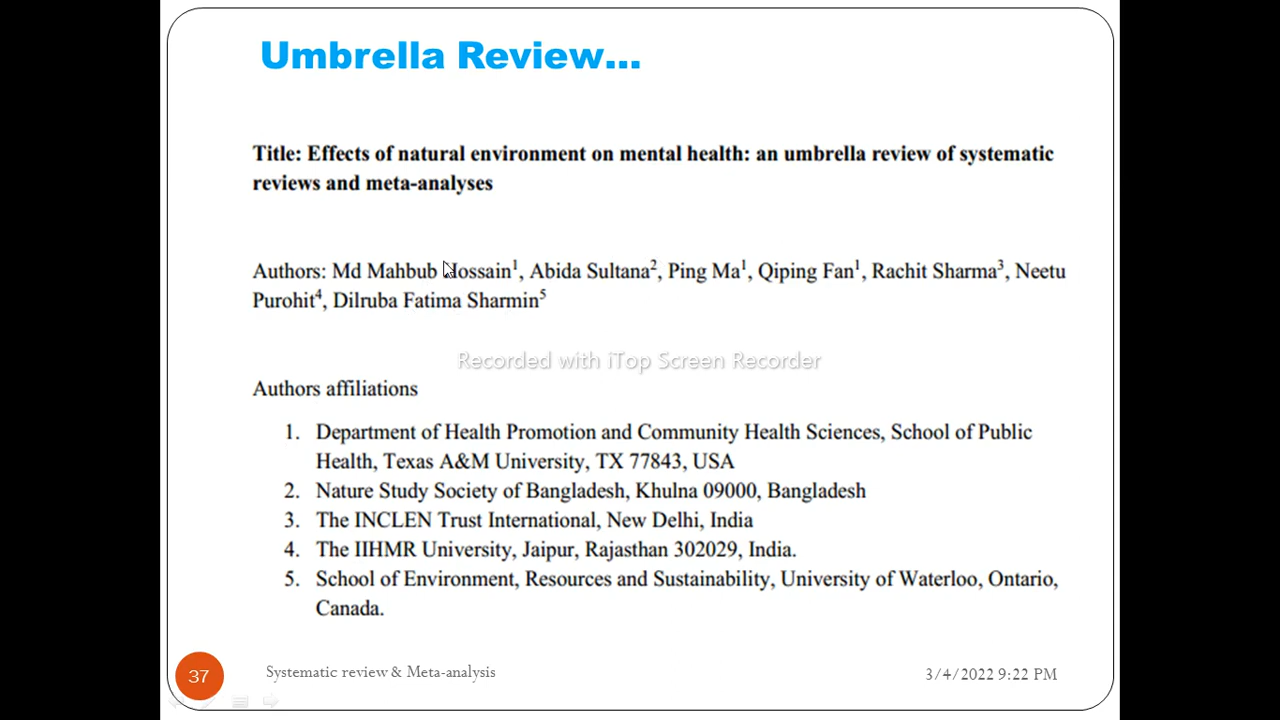 Umbrella Review...
Title: Effects of natural environment on mental health: an umbrella review of systematic
reviews and meta-analyses
Authors: Md Mahbub Hossain¹, Abida Sultana², Ping Ma¹, Qiping Fan¹, Rachit Sharma³, Neetu
Purohit⁴, Dilruba Fatima Sharmin⁵
Recorded with iTop Screen Recorder
Authors affiliations
1. Department of Health Promotion and Community Health Sciences, School of Public
Health, Texas A&M University, TX 77843, USA
2. Nature Study Society of Bangladesh, Khulna 09000, Bangladesh
3. The INCLEN Trust International, New Delhi, India
4. The IIHMR University, Jaipur, Rajasthan 302029, India.
5. School of Environment, Resources and Sustainability, University of Waterloo, Ontario,
Canada.
37
Systematic review & Meta-analysis
3/4/2022 9:22 PM